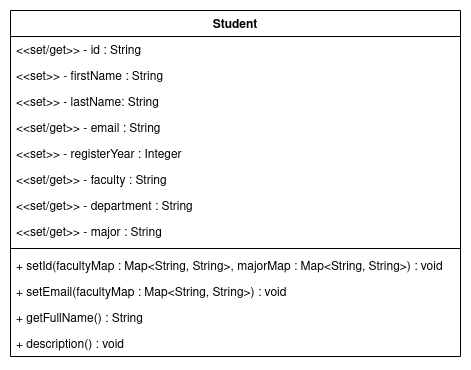 Student
<<set/get>> - id : String
<<set>> - firstName : String
<<set>> - lastName: String
<<set/get>> - email : String
<<set>> - registerYear : Integer
<<set/get>> - faculty : String
<<set/get>> - department : String
<<set/get>> - major : String
+ setId(facultyMap : Map<String, String>, majorMap : Map<String, String>) : void
+ setEmail(facultyMap : Map<String, String>) : void
+ getFullName() : String
+ description() : void